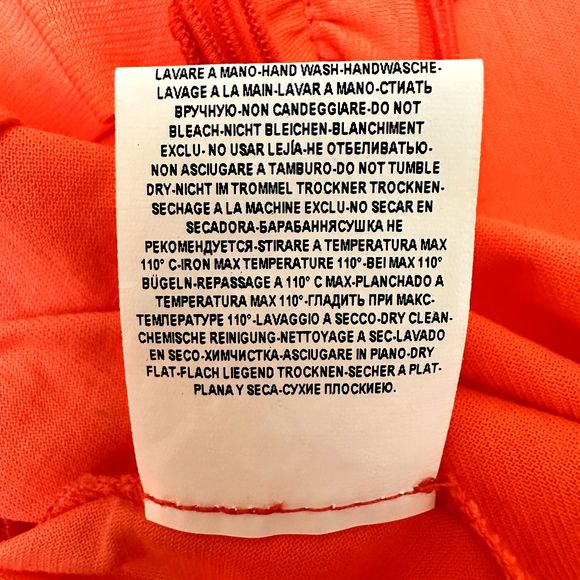 LAVARE A MANO-HAND WASH-HANDWASCHE-
LAVAGE A LA MAIN-LAVAR A MANO-СТИАТЬ
ВРУЧНУЮ-NON CANDEGGIARE-DO NOT
BLEACH-NICHT BLEICHEN-BLANCHIMENT
EXCLU- NO USAR LEJÍA-НЕ ОТБЕЛИВАТЬЮ-
NON ASCIUGARE A TAMBURO-DO NOT TUMBLE
DRY-NICHT IM TROMMEL TROCKNER TROCKNEN-
SECHAGE A LA MACHINE EXCLU-NO SECAR EN
SECADORA-БАРАБАННЯСУШКА НЕ
РЕКОМЕНДУЕТСЯ-STIRARE A TEMPERATURA MAX
110° C-IRON MAX TEMPERATURE 110°-BEI MAX 110°
BÜGELN-REPASSAGE A 110° C MAX-PLANCHADO A
TEMPERATURA MAX 110°-ГЛАДИТЬ ПРИ МАКС-
ТЕМПЕРАТУРЕ 110°-LAVAGGIO A SECCO-DRY CLEAN-
CHEMISCHE REINIGUNG-NETTOYAGE A SEC-LAVADO
EN SECO-ХИМЧИСТКА-ASCIUGARE IN PIANO-DRY
FLAT-FLACH LIEGEND TROCKNEN-SECHER A PLAT-
PLANA Y SECA-СУХИЕ ПЛОСКИЕЮ.